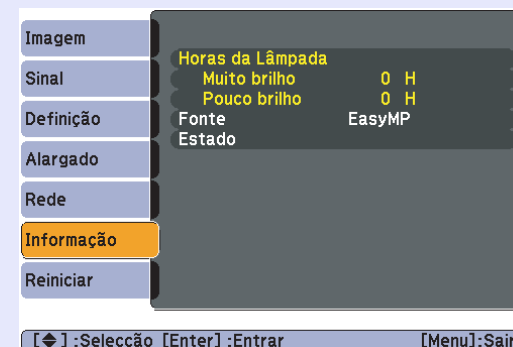 Imagem
Sinal
Definição
Alargado
Rede
Informação
Reiniciar
Horas da Lâmpada
Muito brilho 0 H
Pouco brilho 0 H
Fonte EasyMP
Estado
[◆] :Selecção [Enter] :Entrar [Menu]:Sair